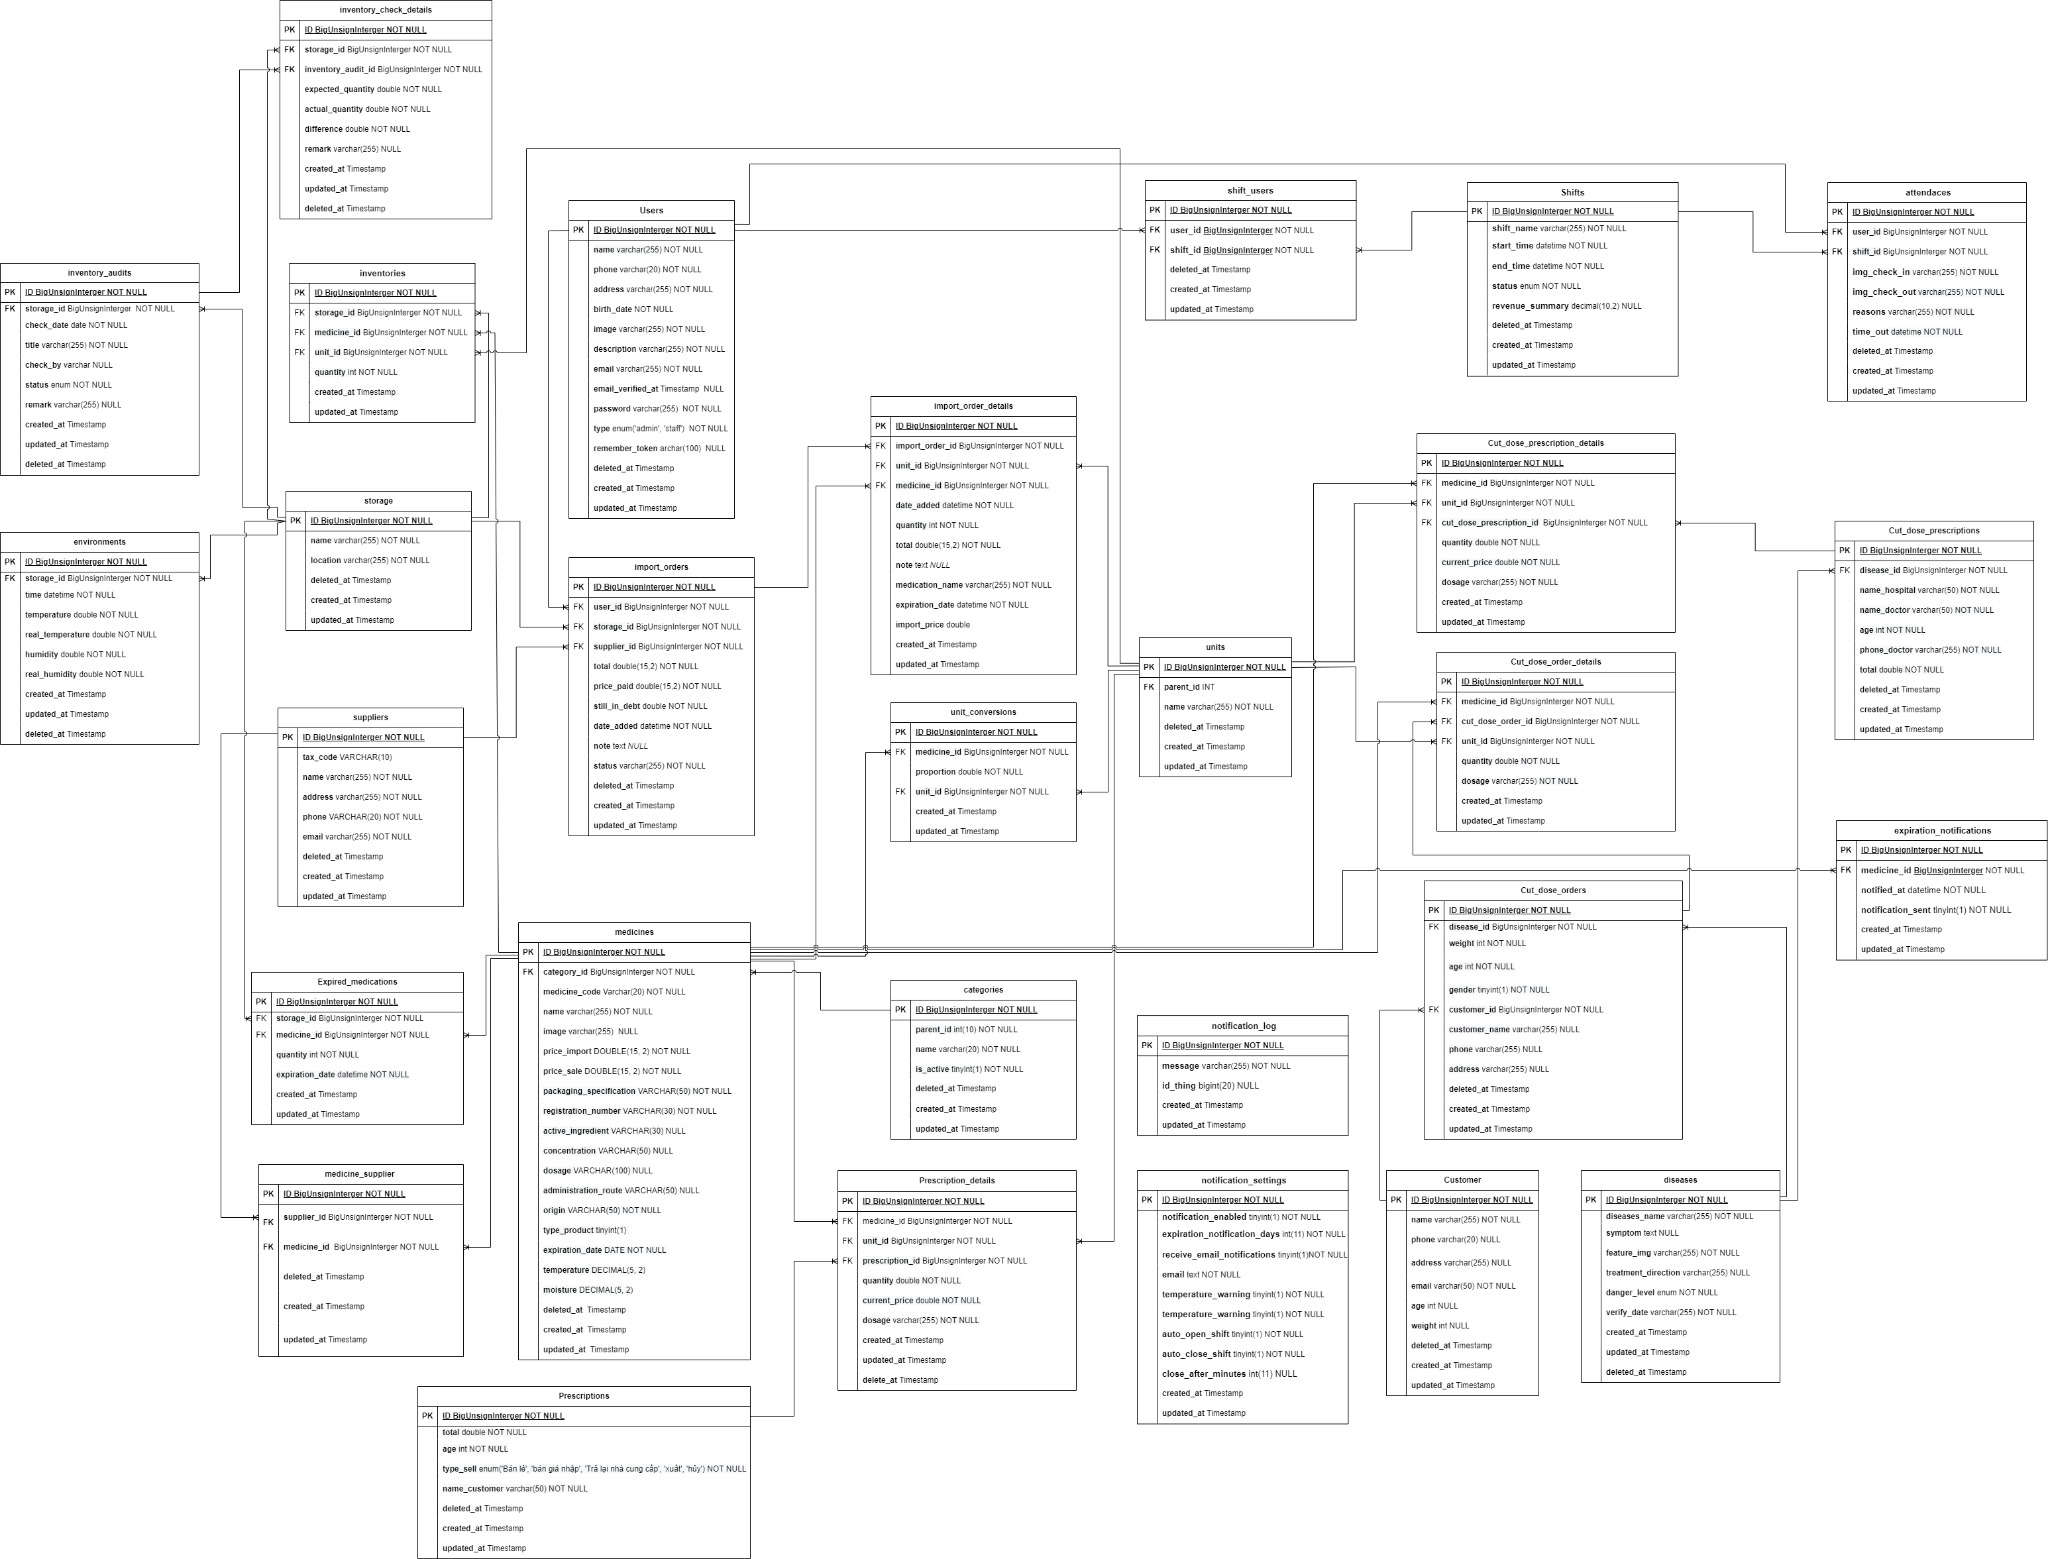 inventory_check_details
PK ID BigUnsignInterger NOT NULL
FK storage_id BigUnsignInterger NOT NULL
FK inventory_audit_id BigUnsignInterger NOT NULL
expected_quantity double NOT NULL
actual_quantity double NOT NULL
difference double NOT NULL
remark varchar(255) NULL
created_at Timestamp
updated_at Timestamp
deleted_at Timestamp
inventory_audits
PK ID BigUnsignInterger NOT NULL
FK storage_id BigUnsignInterger NOT NULL
check_date date NOT NULL
title varchar(255) NOT NULL
check_by varchar NULL
status enum NOT NULL
remark varchar(255) NULL
created_at Timestamp
updated_at Timestamp
deleted_at Timestamp
inventories
PK ID BigUnsignInterger NOT NULL
FK storage_id BigUnsignInterger NOT NULL
FK medicine_id BigUnsignInterger NOT NULL
FK unit_id BigUnsignInterger NOT NULL
quantity int NOT NULL
created_at Timestamp
updated_at Timestamp
Users
PK ID BigUnsignInterger NOT NULL
name varchar(255) NOT NULL
phone varchar(20) NOT NULL
address varchar(255) NOT NULL
birth_date NOT NULL
image varchar(255) NOT NULL
description varchar(255) NOT NULL
email varchar(255) NOT NULL
email_verified_at Timestamp NULL
password varchar(255) NOT NULL
type enum('admin', 'staff') NOT NULL
remember_token archar(100) NULL
deleted_at Timestamp
created_at Timestamp
updated_at Timestamp
shift_users
PK ID BigUnsignInterger NOT NULL
FK user_id BigUnsignInterger NOT NULL
FK shift_id BigUnsignInterger NOT NULL
deleted_at Timestamp
created_at Timestamp
updated_at Timestamp
Shifts
PK ID BigUnsignInterger NOT NULL
shift_name varchar(255) NOT NULL
start_time datetime NOT NULL
end_time datetime NOT NULL
status enum NOT NULL
revenue_summary decimal(10,2) NULL
deleted_at Timestamp
created_at Timestamp
updated_at Timestamp
attendaces
PK ID BigUnsignInterger NOT NULL
FK user_id BigUnsignInterger NOT NULL
FK shift_id BigUnsignInterger NOT NULL
img_check_in varchar(255) NOT NULL
img_check_out varchar(255) NOT NULL
reasons varchar(255) NOT NULL
time_out datetime NOT NULL
deleted_at Timestamp
created_at Timestamp
updated_at Timestamp
storage
PK ID BigUnsignInterger NOT NULL
name varchar(255) NOT NULL
location varchar(255) NOT NULL
deleted_at Timestamp
created_at Timestamp
updated_at Timestamp
environments
PK ID BigUnsignInterger NOT NULL
FK storage_id BigUnsignInterger NOT NULL
time datetime NOT NULL
temperature double NOT NULL
real_temperature double NOT NULL
humidity double NOT NULL
real_humidity double NOT NULL
created_at Timestamp
updated_at Timestamp
deleted_at Timestamp
import_orders
PK ID BigUnsignInterger NOT NULL
FK user_id BigUnsignInterger NOT NULL
FK storage_id BigUnsignInterger NOT NULL
FK supplier_id BigUnsignInterger NOT NULL
total double(15,2) NOT NULL
price_paid double(15,2) NOT NULL
still_in_debt double NOT NULL
date_added datetime NOT NULL
note text NULL
status varchar(255) NOT NULL
deleted_at Timestamp
created_at Timestamp
updated_at Timestamp
import_order_details
PK ID BigUnsignInterger NOT NULL
FK import_order_id BigUnsignInterger NOT NULL
FK unit_id BigUnsignInterger NOT NULL
FK medicine_id BigUnsignInterger NOT NULL
date_added datetime NOT NULL
quantity int NOT NULL
total double(15,2) NOT NULL
note text NULL
medication_name varchar(255) NOT NULL
expiration_date datetime NOT NULL
import_price double
created_at Timestamp
updated_at Timestamp
Cut_dose_prescription_details
PK ID BigUnsignInterger NOT NULL
FK medicine_id BigUnsignInterger NOT NULL
FK unit_id BigUnsignInterger NOT NULL
FK cut_dose_prescription_id BigUnsignInterger NOT NULL
quantity double NOT NULL
current_price double NOT NULL
dosage varchar(255) NOT NULL
created_at Timestamp
updated_at Timestamp
Cut_dose_prescriptions
PK ID BigUnsignInterger NOT NULL
FK disease_id BigUnsignInterger NOT NULL
name_hospital varchar(50) NOT NULL
name_doctor varchar(50) NOT NULL
age int NOT NULL
phone_doctor varchar(255) NOT NULL
total double NOT NULL
deleted_at Timestamp
created_at Timestamp
updated_at Timestamp
units
PK ID BigUnsignInterger NOT NULL
FK parent_id INT
name varchar(255) NOT NULL
deleted_at Timestamp
created_at Timestamp
updated_at Timestamp
Cut_dose_order_details
PK ID BigUnsignInterger NOT NULL
FK medicine_id BigUnsignInterger NOT NULL
FK cut_dose_order_id BigUnsignInterger NOT NULL
FK unit_id BigUnsignInterger NOT NULL
quantity double NOT NULL
dosage varchar(255) NOT NULL
created_at Timestamp
updated_at Timestamp
suppliers
PK ID BigUnsignInterger NOT NULL
tax_code VARCHAR(10)
name varchar(255) NOT NULL
address varchar(255) NOT NULL
phone VARCHAR(20) NOT NULL
email varchar(255) NOT NULL
deleted_at Timestamp
created_at Timestamp
updated_at Timestamp
unit_conversions
PK ID BigUnsignInterger NOT NULL
FK medicine_id BigUnsignInterger NOT NULL
proportion double NOT NULL
FK unit_id BigUnsignInterger NOT NULL
created_at Timestamp
updated_at Timestamp
expiration_notifications
PK ID BigUnsignInterger NOT NULL
FK medicine_id BigUnsignInterger NOT NULL
notified_at datetime NOT NULL
notification_sent tinyint(1) NOT NULL
created_at Timestamp
updated_at Timestamp
Cut_dose_orders
PK ID BigUnsignInterger NOT NULL
FK disease_id BigUnsignInterger NOT NULL
weight int NOT NULL
age int NOT NULL
gender tinyint(1) NOT NULL
FK customer_id BigUnsignInterger NOT NULL
customer_name varchar(255) NULL
phone varchar(255) NULL
address varchar(255) NULL
deleted_at Timestamp
created_at Timestamp
updated_at Timestamp
medicines
PK ID BigUnsignInterger NOT NULL
FK category_id BigUnsignInterger NOT NULL
medicine_code Varchar(20) NOT NULL
name varchar(255) NOT NULL
image varchar(255) NULL
price_import DOUBLE(15, 2) NOT NULL
price_sale DOUBLE(15, 2) NOT NULL
packaging_specification VARCHAR(50) NOT NULL
registration_number VARCHAR(30) NOT NULL
active_ingredient VARCHAR(30) NULL
concentration VARCHAR(50) NULL
dosage VARCHAR(100) NULL
administration_route VARCHAR(50) NULL
origin VARCHAR(50) NOT NULL
type_product tinyint(1)
expiration_date DATE NOT NULL
temperature DECIMAL(5, 2)
moisture DECIMAL(5, 2)
deleted_at Timestamp
created_at Timestamp
updated_at Timestamp
Expired_medications
PK ID BigUnsignInterger NOT NULL
FK storage_id BigUnsignInterger NOT NULL
FK medicine_id BigUnsignInterger NOT NULL
quantity int NOT NULL
expiration_date datetime NOT NULL
created_at Timestamp
updated_at Timestamp
categories
PK ID BigUnsignInterger NOT NULL
parent_id int(10) NOT NULL
name varchar(20) NOT NULL
is_active tinyint(1) NOT NULL
deleted_at Timestamp
created_at Timestamp
updated_at Timestamp
notification_log
PK ID BigUnsignInterger NOT NULL
message varchar(255) NOT NULL
id_thing bigint(20) NULL
created_at Timestamp
updated_at Timestamp
medicine_supplier
PK ID BigUnsignInterger NOT NULL
FK supplier_id BigUnsignInterger NOT NULL
FK medicine_id BigUnsignInterger NOT NULL
deleted_at Timestamp
created_at Timestamp
updated_at Timestamp
Prescription_details
PK ID BigUnsignInterger NOT NULL
FK medicine_id BigUnsignInterger NOT NULL
FK unit_id BigUnsignInterger NOT NULL
FK prescription_id BigUnsignInterger NOT NULL
quantity double NOT NULL
current_price double NOT NULL
dosage varchar(255) NOT NULL
created_at Timestamp
updated_at Timestamp
delete_at Timestamp
notification_settings
PK ID BigUnsignInterger NOT NULL
notification_enabled tinyint(1) NOT NULL
expiration_notification_days int(11) NOT NULL
receive_email_notifications tinyint(1)NOT NULL
email text NOT NULL
temperature_warning tinyint(1) NOT NULL
temperature_warning tinyint(1) NOT NULL
auto_open_shift tinyint(1) NOT NULL
auto_close_shift tinyint(1) NOT NULL
close_after_minutes int(11) NULL
created_at Timestamp
updated_at Timestamp
Customer
PK ID BigUnsignInterger NOT NULL
name varchar(255) NOT NULL
phone varchar(20) NULL
address varchar(255) NULL
email varchar(50) NOT NULL
age int NULL
weight int NULL
deleted_at Timestamp
created_at Timestamp
updated_at Timestamp
diseases
PK ID BigUnsignInterger NOT NULL
diseases_name varchar(255) NOT NULL
symptom text NULL
feature_img varchar(255) NOT NULL
treatment_direction varchar(255) NULL
danger_level enum NOT NULL
verify_date varchar(255) NOT NULL
created_at Timestamp
updated_at Timestamp
deleted_at Timestamp
Prescriptions
PK ID BigUnsignInterger NOT NULL
total double NOT NULL
age int NOT NULL
type_sell enum('Bán lẻ', 'bán giá nhập', 'Trả lại nhà cung cấp', 'xuất', 'hủy') NOT NULL
name_customer varchar(50) NOT NULL
deleted_at Timestamp
created_at Timestamp
updated_at Timestamp